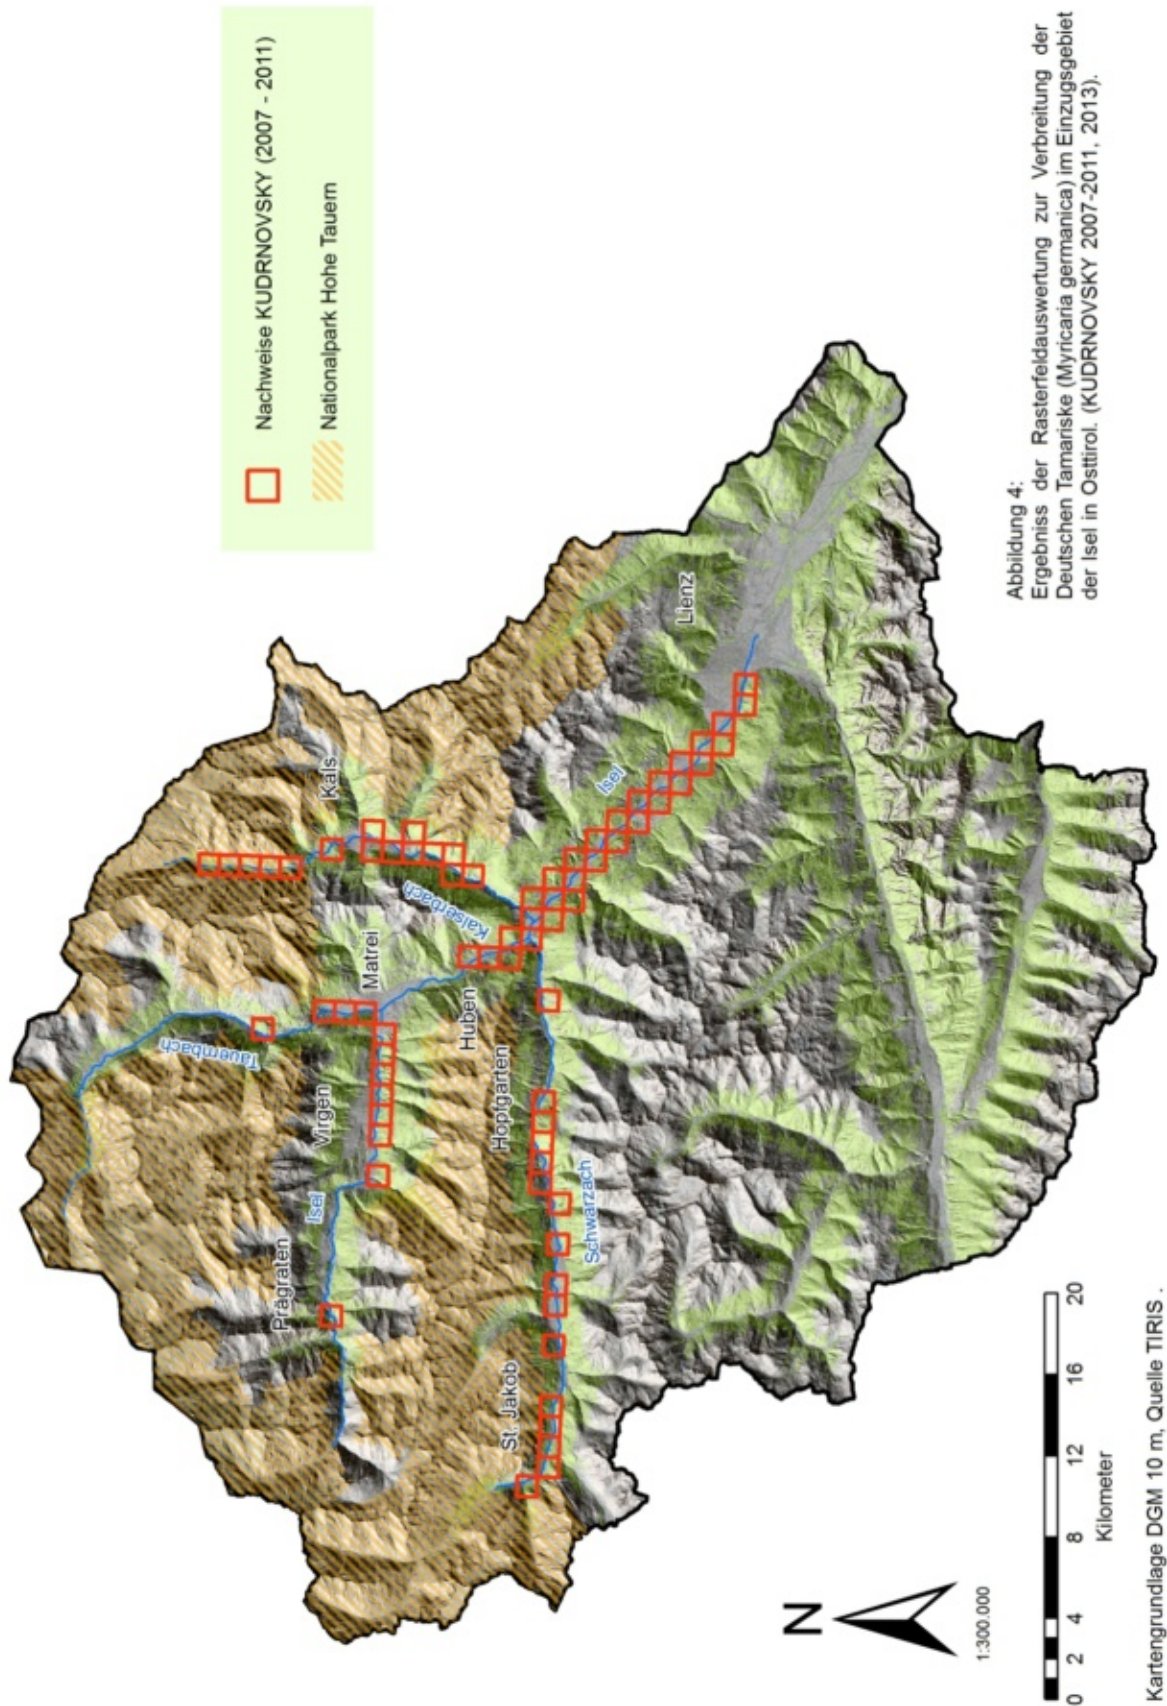 Nachweise KUDRNOVSKY (2007 - 2011)
Nationalpark Hohe Tauern
Tauernbach
Kals
Prägraten
Isel
Virgen
Matrei
Kalserbach
Huben
St. Jakob
Hopfgarten
Schwarzach
Isel
Lienz
N
1:300.000
0 2 4 8 12 16 20
Kilometer
Kartengrundlage DGM 10 m, Quelle TIRIS .
Abbildung 4:
Ergebniss der Rasterfeldauswertung zur Verbreitung der
Deutschen Tamariske (Myricaria germanica) im Einzugsgebiet
der Isel in Osttirol. (KUDRNOVSKY 2007-2011, 2013).